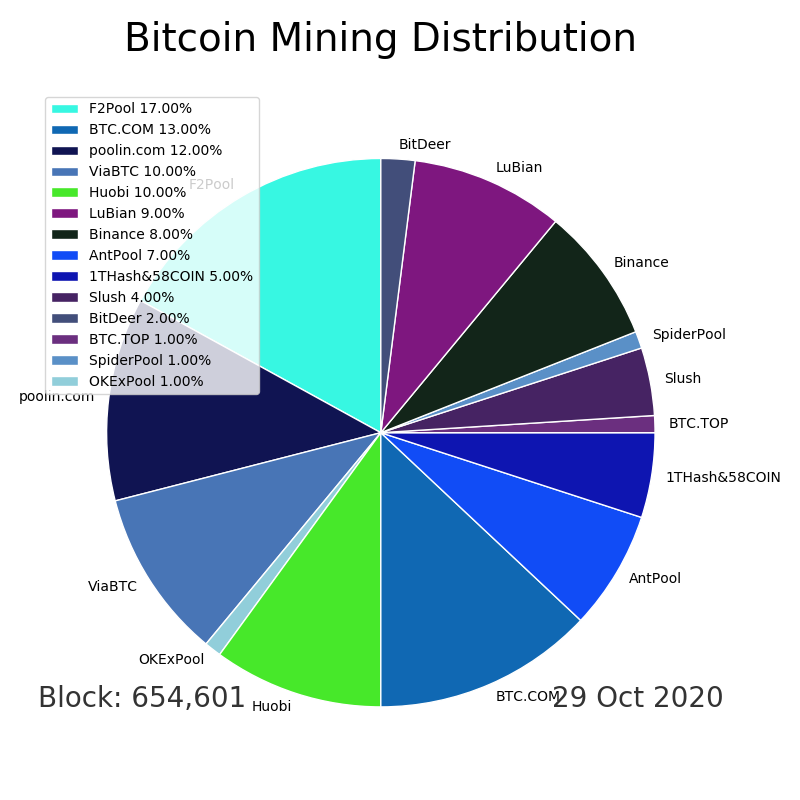 Bitcoin Mining Distribution
F2Pool 17.00%
BTC.COM 13.00%
poolin.com 12.00%
ViaBTC 10.00%
Huobi 10.00%
LuBian 9.00%
Binance 8.00%
AntPool 7.00%
1THash&58COIN 5.00%
Slush 4.00%
BitDeer 2.00%
BTC.TOP 1.00%
SpiderPool 1.00%
OKExPool 1.00%
BitDeer
LuBian
F2Pool
Binance
SpiderPool
Slush
poolin.com
BTC.TOP
1THash&58COIN
AntPool
ViaBTC
OKExPool
Huobi
BTC.COM
Block: 654,601
29 Oct 2020